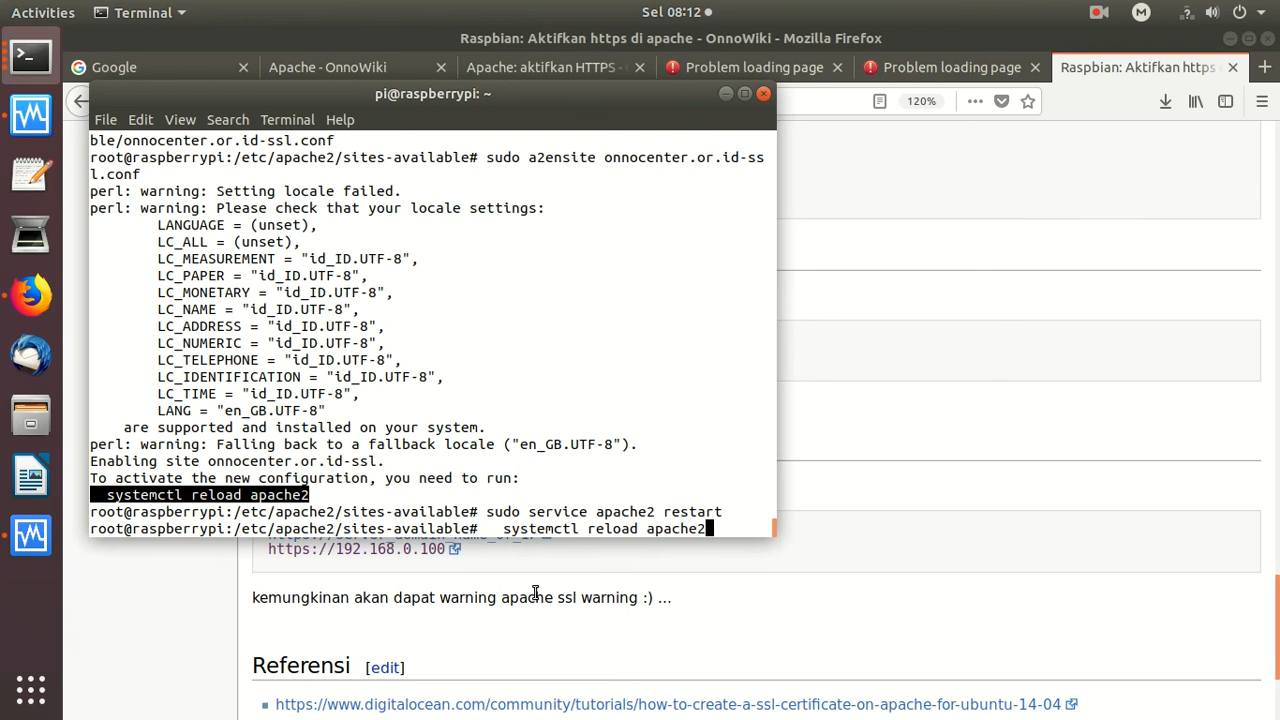 Activities
Terminal
Sel 08:12
M
?
Raspbian: Aktifkan https di apache - OnnoWiki - Mozilla Firefox
Google
Apache - OnnoWiki
Apache: aktifkan HTTPS -
Problem loading page
Problem loading page
Raspbian: Aktifkan https
120%
pi@raspberrypi: ~
File Edit View Search Terminal Help
ble/onnocenter.or.id-ssl.conf
root@raspberrypi:/etc/apache2/sites-available# sudo a2ensite onnocenter.or.id-ss
l.conf
perl: warning: Setting locale failed.
perl: warning: Please check that your locale settings:
LANGUAGE = (unset),
LC_ALL = (unset),
LC_MEASUREMENT = "id_ID.UTF-8",
LC_PAPER = "id_ID.UTF-8",
LC_MONETARY = "id_ID.UTF-8",
LC_NAME = "id_ID.UTF-8",
LC_ADDRESS = "id_ID.UTF-8",
LC_NUMERIC = "id_ID.UTF-8",
LC_TELEPHONE = "id_ID.UTF-8",
LC_IDENTIFICATION = "id_ID.UTF-8",
LC_TIME = "id_ID.UTF-8",
LANG = "en_GB.UTF-8"
are supported and installed on your system.
perl: warning: Falling back to a fallback locale ("en_GB.UTF-8").
Enabling site onnocenter.or.id-ssl.
To activate the new configuration, you need to run:
systemctl reload apache2
root@raspberrypi:/etc/apache2/sites-available# sudo service apache2 restart
root@raspberrypi:/etc/apache2/sites-available#   systemctl reload apache2
https://192.168.0.100
kemungkinan akan dapat warning apache ssl warning :) ...
Referensi [edit]
https://www.digitalocean.com/community/tutorials/how-to-create-a-ssl-certificate-on-apache-for-ubuntu-14-04